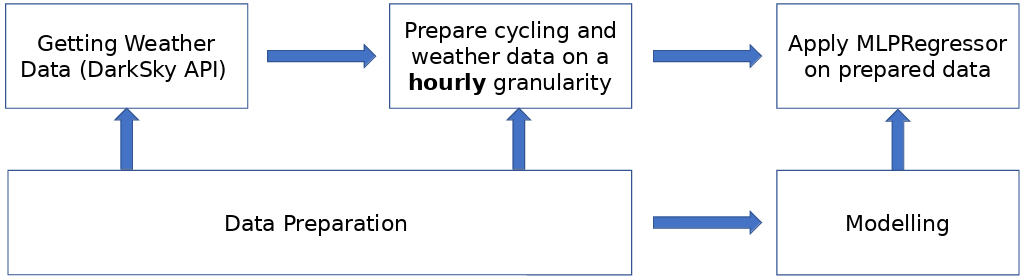 Getting Weather
Data (DarkSky API)
Prepare cycling and
weather data on a
hourly granularity
Apply MLPRegressor
on prepared data
Data Preparation
Modelling